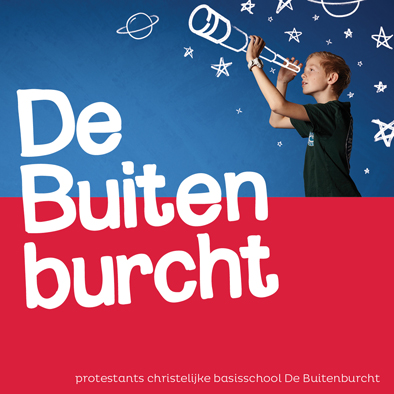 De
Buiten
burcht
protestants christelijke basisschool De Buitenburcht